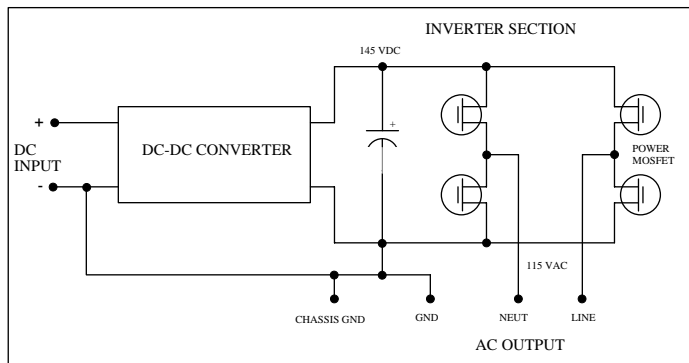 INVERTER SECTION
145 VDC
+
+
DC
INPUT
-
DC-DC CONVERTER
POWER
MOSFET
115 VAC
CHASSIS GND
GND
NEUT
LINE
AC OUTPUT